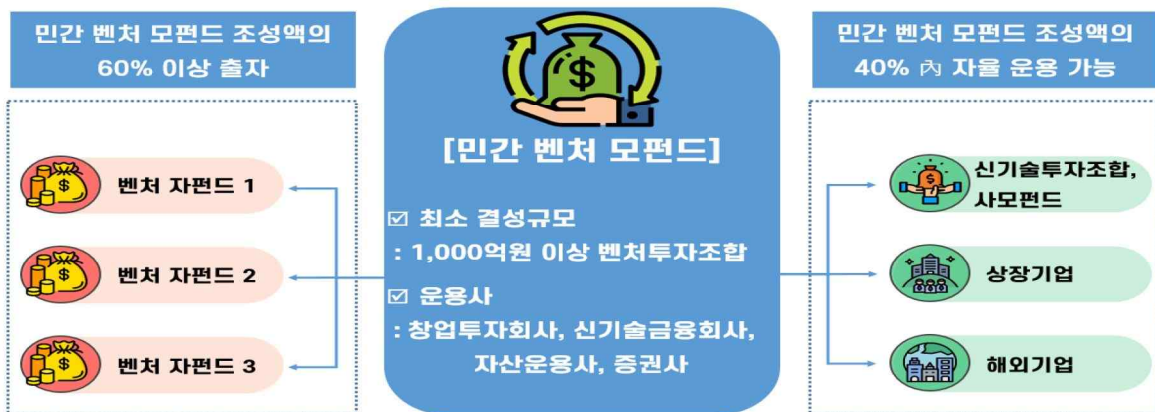 민간 벤처 모펀드 조성액의
60% 이상 출자
벤처 자펀드 1
벤처 자펀드 2
벤처 자펀드 3
[민간 벤처 모펀드]
☑ 최소 결성규모
: 1,000억원 이상 벤처투자조합
☑ 운용사
: 창업투자회사, 신기술금융회사,
자산운용사, 증권사
민간 벤처 모펀드 조성액의
40% 內 자율 운용 가능
신기술투자조합,
사모펀드
상장기업
해외기업